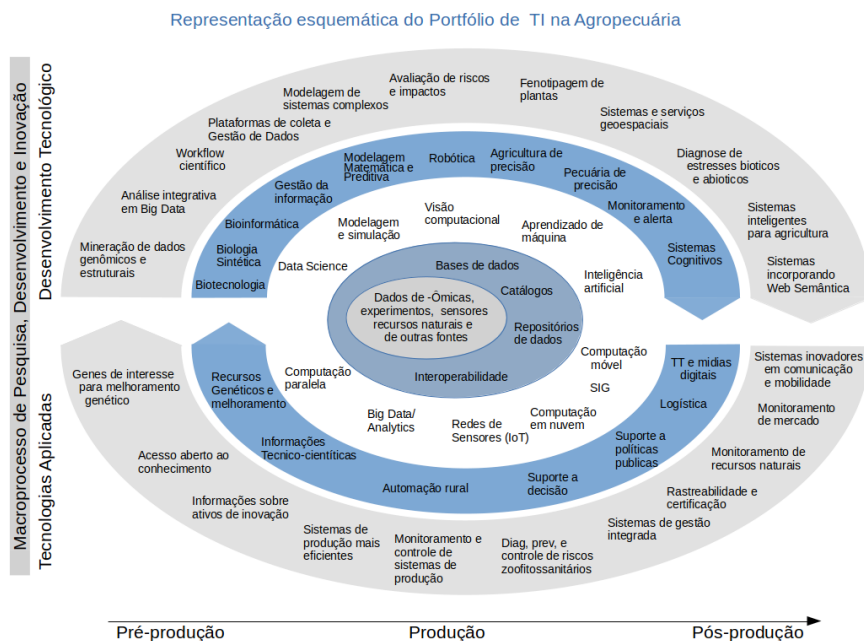 Representação esquemática do Portfólio de TI na Agropecuária
Macroprocesso de Pesquisa, Desenvolvimento e Inovação
Desenvolvimento Tecnológico
Tecnologias Aplicadas
Avaliação de riscos
e impactos
Modelagem de
sistemas complexos
Fenotipagem de
plantas
Plataformas de coleta e
Gestão de Dados
Sistemas e serviços
geoespaciais
Workflow
científico
Diagnose de
estresses bioticos
e abioticos
Análise integrativa
em Big Data
Sistemas
inteligentes
para agricultura
Mineração de dados
genômicos e
estruturais
Sistemas
incorporando
Web Semântica
Modelagem
Matemática e
Preditiva
Robótica
Agricultura de
precisão
Pecuária
de precisão
Gestão da
informação
Monitoramento
e alerta
Bioinformática
Biologia
Sintética
Sistemas
Cognitivos
Biotecnologia
Visão
computacional
Modelagem
e simulação
Aprendizado de
máquina
Data Science
Inteligência
artificial
Bases de dados
Catálogos
Dados de -Ômicas,
experimentos, sensores
recursos naturais e
de outras fontes
Repositórios
de dados
Interoperabilidade
Computação
móvel
Computação
paralela
SIG
Big Data/
Analytics
Redes de
Sensores (IoT)
Computação
em nuvem
TT e midias
digitais
Recursos
Genéticos e
melhoramento
Logística
Informações
Tecnico-científicas
Suporte a
políticas
publicas
Automação rural
Suporte a
decisão
Genes de interesse
para melhoramento
genético
Sistemas inovadores
em comunicação
e mobilidade
Monitoramento
de mercado
Acesso aberto ao
conhecimento
Monitoramento de
recursos naturais
Informações sobre
ativos de inovação
Rastreabilidade e
certificação
Sistemas de
produção mais
eficientes
Monitoramento e
controle de
sistemas de
produção
Diag, prev, e
controle de riscos
zoofitossanitários
Sistemas de gestão
integrada
Pré-produção
Produção
Pós-produção